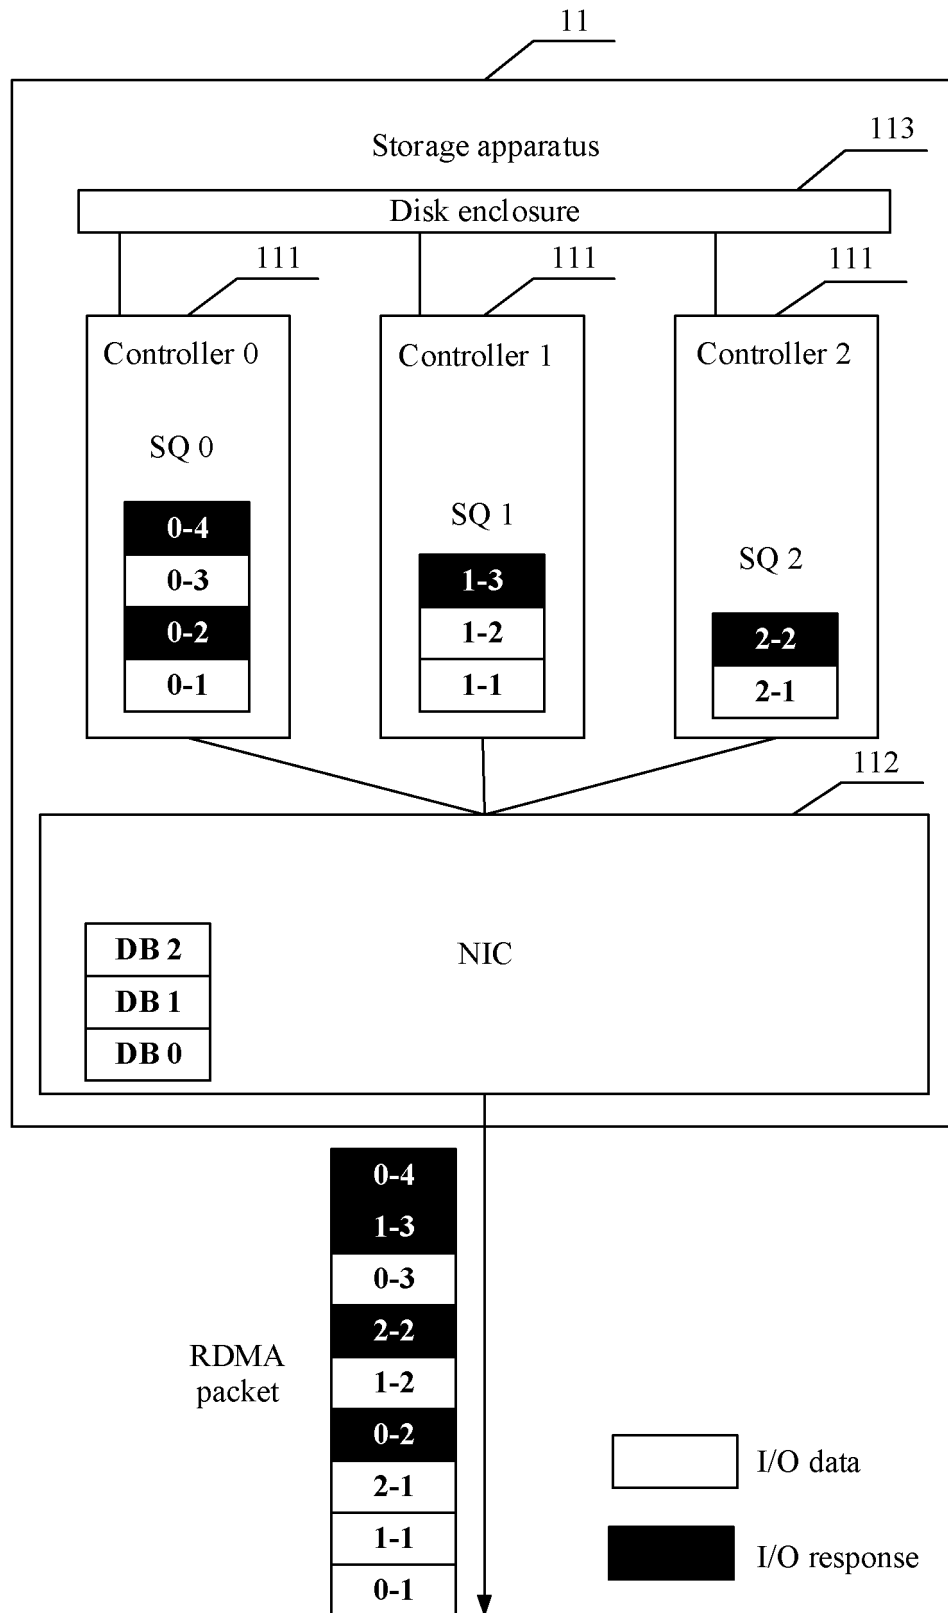 11
Storage apparatus
113
Disk enclosure
111
111
111
Controller 0
Controller 1
Controller 2
SQ 0
SQ 1
SQ 2
0-4
0-3
0-2
0-1
1-3
1-2
1-1
2-2
2-1
112
NIC
DB 2
DB 1
DB 0
RDMA
packet
0-4
1-3
0-3
2-2
1-2
0-2
2-1
1-1
0-1
I/O data
I/O response